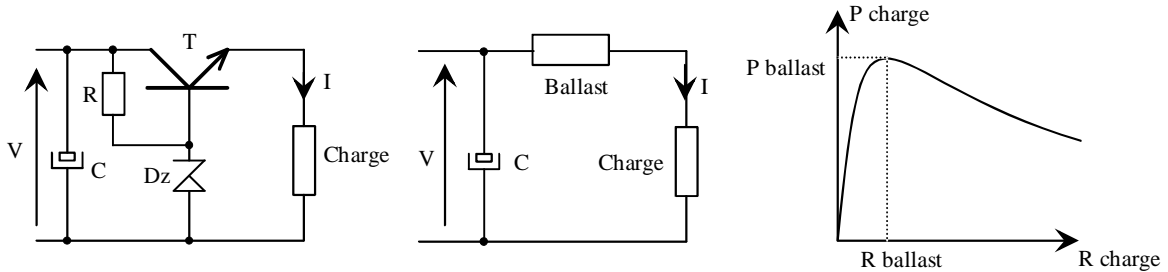 T
R
I
V
C
Dz
Charge
Ballast
I
V
C
Charge
P charge
P ballast
R ballast
R charge